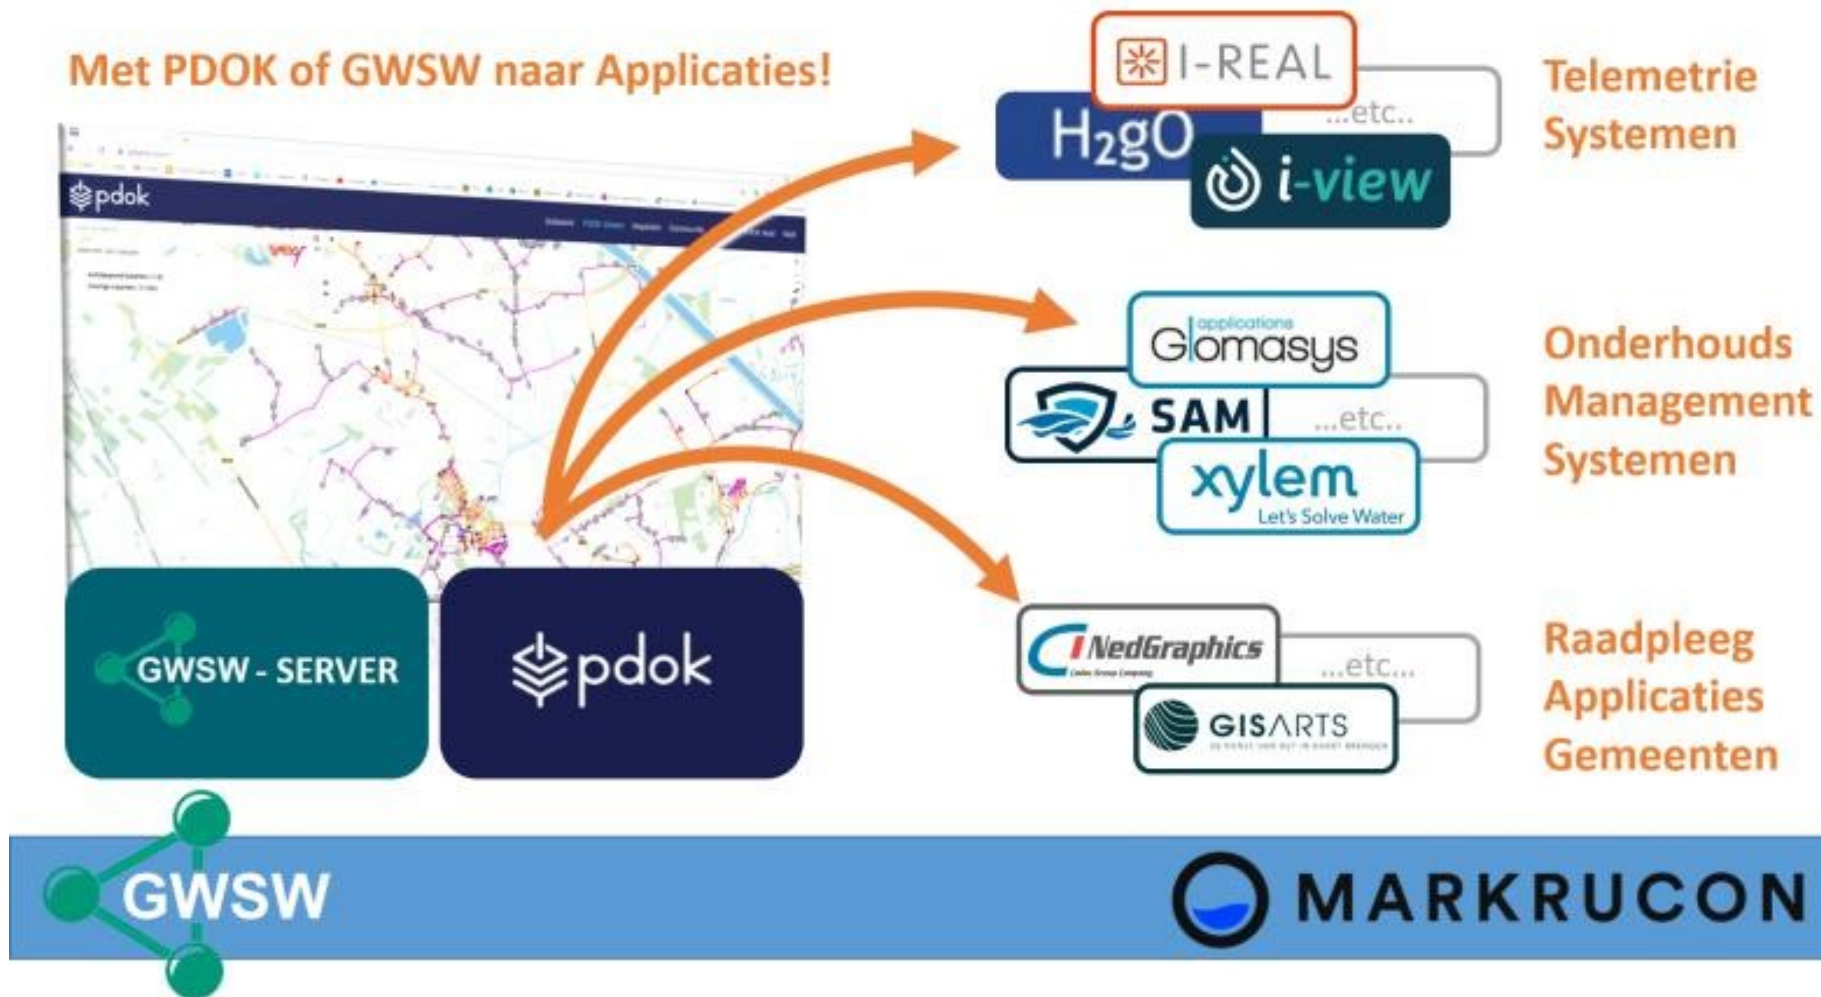 Met PDOK of GWSW naar Applicaties!
pdok
GWSW - SERVER
pdok
I-REAL
...etc..
H₂gO
i-view
Telemetrie
Systemen
applications
Glomasys
SAM
...etc..
xylem
Let's Solve Water
Onderhouds
Management
Systemen
NedGraphics
...etc...
GISARTS
Raadpleeg
Applicaties
Gemeenten
GWSW
MARKRUCON